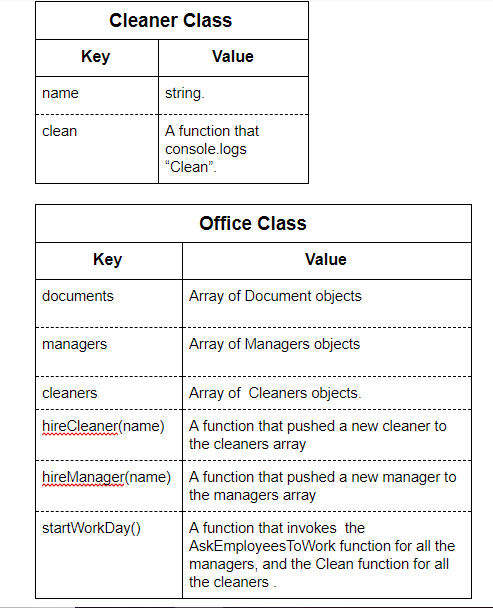 Cleaner Class
Key Value
name string.
clean A function that
console.logs
“Clean”.
Office Class
Key Value
documents Array of Document objects
managers Array of Managers objects
cleaners Array of  Cleaners objects.
hireCleaner(name) A function that pushed a new cleaner to
the cleaners array
hireManager(name) A function that pushed a new manager to
the managers array
startWorkDay() A function that invokes  the
AskEmployeesToWork function for all the
managers, and the Clean function for all
the cleaners .